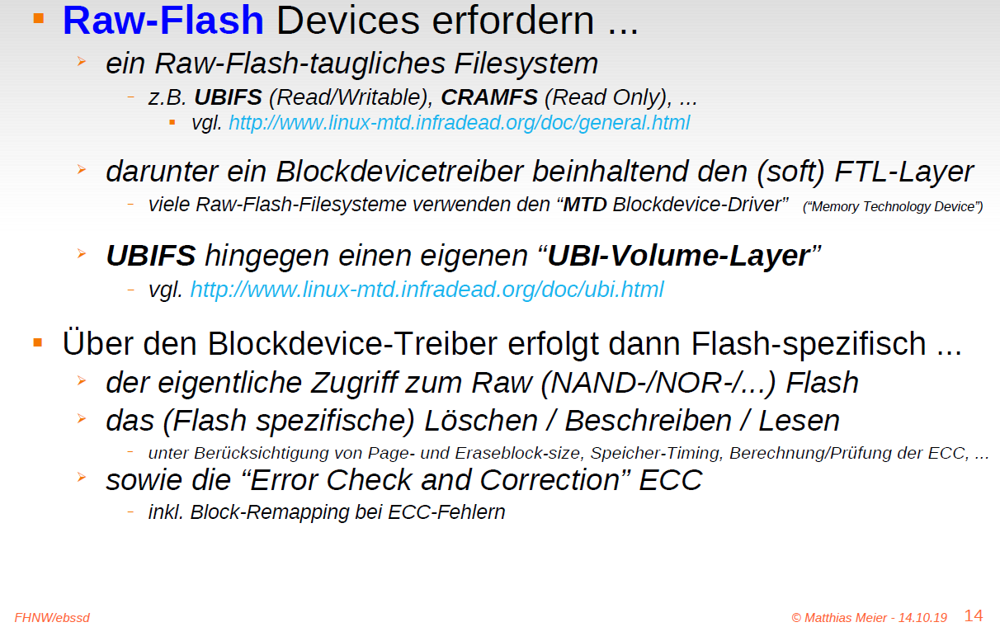 Raw-Flash Devices erfordern ...
ein Raw-Flash-taugliches Filesystem
z.B. UBIFS (Read/Writable), CRAMFS (Read Only), ...
vgl. http://www.linux-mtd.infradead.org/doc/general.html
darunter ein Blockdevicetreiber beinhaltend den (soft) FTL-Layer
viele Raw-Flash-Filesysteme verwenden den “MTD Blockdevice-Driver” (“Memory Technology Device”)
UBIFS hingegen einen eigenen “UBI-Volume-Layer”
vgl. http://www.linux-mtd.infradead.org/doc/ubi.html
Über den Blockdevice-Treiber erfolgt dann Flash-spezifisch ...
der eigentliche Zugriff zum Raw (NAND-/NOR-/...) Flash
das (Flash spezifische) Löschen / Beschreiben / Lesen
unter Berücksichtigung von Page- und Eraseblock-size, Speicher-Timing, Berechnung/Prüfung der ECC, ...
sowie die “Error Check and Correction” ECC
inkl. Block-Remapping bei ECC-Fehlern
FHNW/ebssd © Matthias Meier - 14.10.19 14